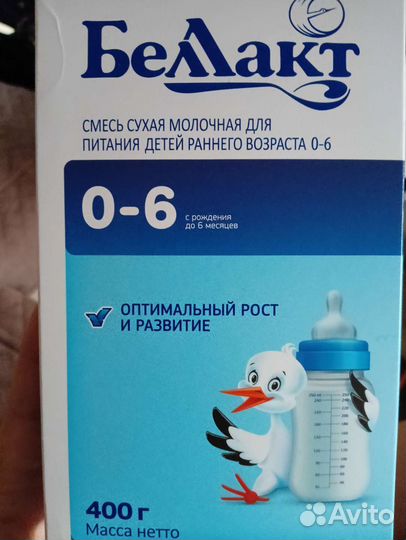 Беллакт
СМЕСЬ СУХАЯ МОЛОЧНАЯ ДЛЯ
ПИТАНИЯ ДЕТЕЙ РАННЕГО ВОЗРАСТА 0-6
0-6
с рождения
до 6 месяцев
ОПТИМАЛЬНЫЙ РОСТ
И РАЗВИТИЕ
400 г
Масса нетто
Avito